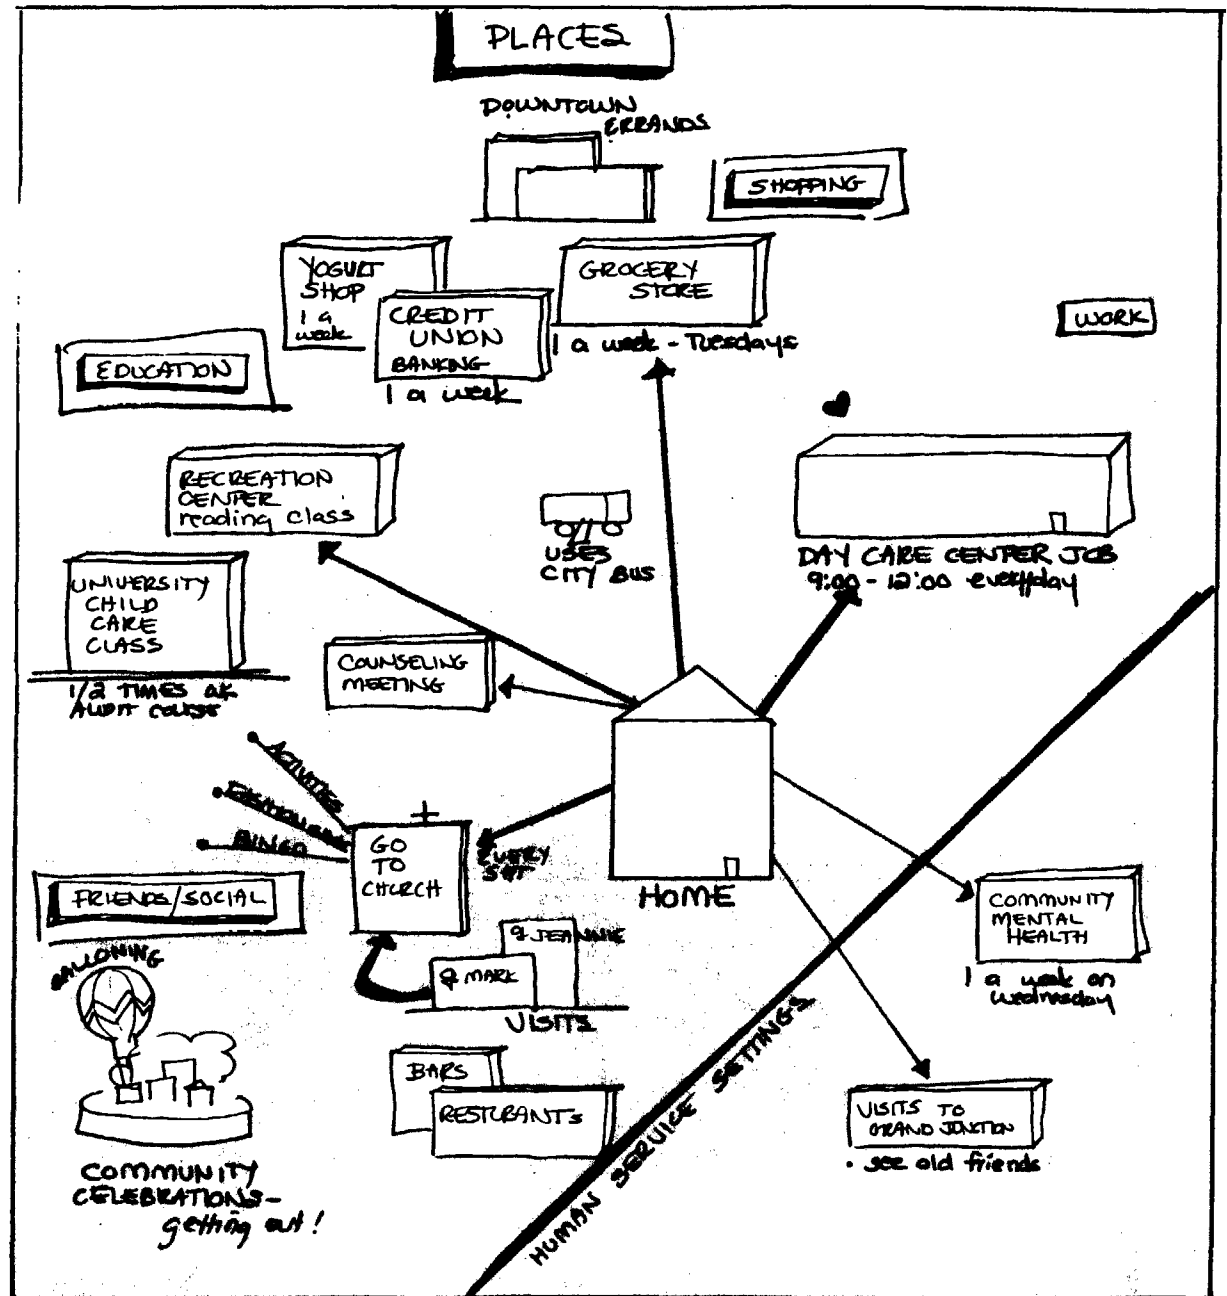 PLACES
DOWNTOWN
ERRANDS
SHOPPING
YOGURT
SHOP
1 a
week
CREDIT
UNION
BANKING
1 a week
GROCERY
STORE
1 a week - Tuesdays
WORK
EDUCATION
RECREATION
CENTER
reading class
USES
CITY BUS
DAY CARE CENTER JOB
9:00 - 12:00 everyday
UNIVERSITY
CHILD
CARE
CLASS
1/2 TIMES a
AUDIT COURSE
COUNSELING
MEETING
ACTIVITIES
BINGO
GO
TO
CHURCH
EVERY
SAT
HOME
FRIENDS/SOCIAL
COMMUNITY
MENTAL
HEALTH
1 a week on
Wednesday
BALLONING
JEANNIE
MARK
VISITS
BARS
RESTURANTS
HUMAN SERVICE SETTINGS
VISITS TO
GRAND JUNCTION
• see old friends
COMMUNITY
CELEBRATIONS-
getting out!